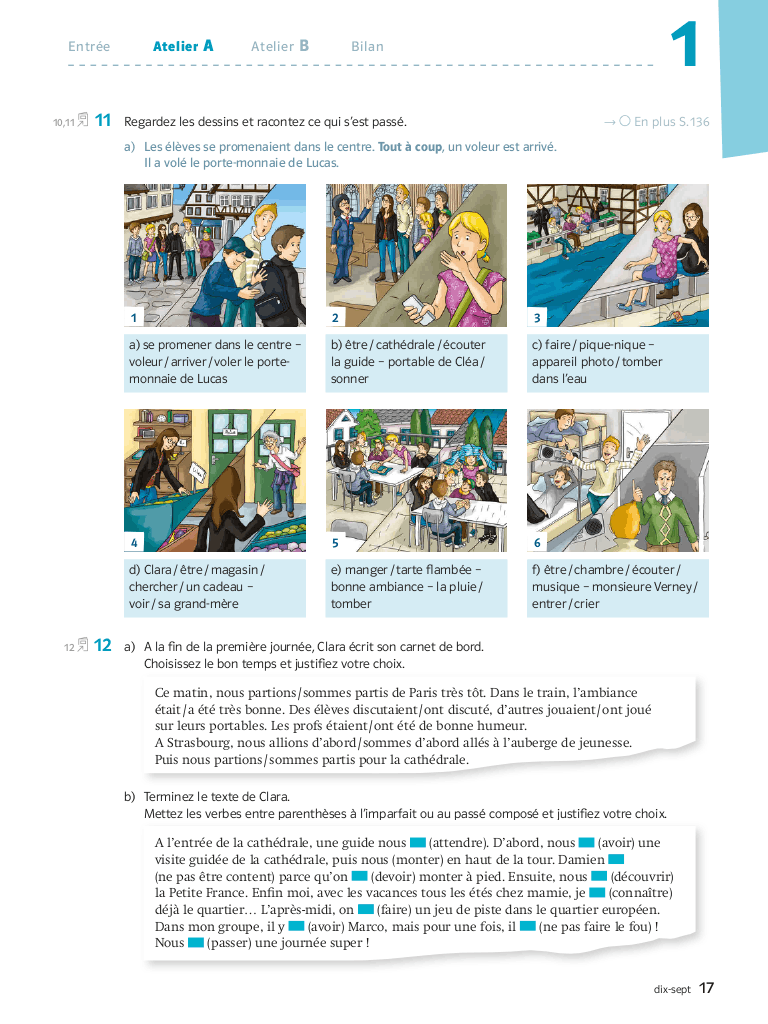 Entrée Atelier A Atelier B Bilan
1
10,11 11 Regardez les dessins et racontez ce qui s'est passé. → ○ En plus S. 136
a) Les élèves se promenaient dans le centre. Tout à coup, un voleur est arrivé.
Il a volé le porte-monnaie de Lucas.
1
2
3
a) se promener dans le centre –
voleur / arriver / voler le porte-
monnaie de Lucas
b) être / cathédrale / écouter
la guide – portable de Cléa /
sonner
c) faire / pique-nique –
appareil photo / tomber
dans l'eau
4
5
6
d) Clara / être / magasin /
chercher / un cadeau –
voir / sa grand-mère
e) manger / tarte flambée –
bonne ambiance – la pluie /
tomber
f) être / chambre / écouter /
musique – monsieur Verney /
entrer / crier
12 12 a) A la fin de la première journée, Clara écrit son carnet de bord.
Choisissez le bon temps et justifiez votre choix.
Ce matin, nous partions / sommes partis de Paris très tôt. Dans le train, l'ambiance
était / a été très bonne. Des élèves discutaient / ont discuté, d'autres jouaient / ont joué
sur leurs portables. Les profs étaient / ont été de bonne humeur.
A Strasbourg, nous allions d'abord / sommes d'abord allés à l'auberge de jeunesse.
Puis nous partions / sommes partis pour la cathédrale.
b) Terminez le texte de Clara.
Mettez les verbes entre parenthèses à l'imparfait ou au passé composé et justifiez votre choix.
A l'entrée de la cathédrale, une guide nous (attendre). D'abord, nous (avoir) une
visite guidée de la cathédrale, puis nous (monter) en haut de la tour. Damien
(ne pas être content) parce qu'on (devoir) monter à pied. Ensuite, nous (découvrir)
la Petite France. Enfin moi, avec les vacances tous les étés chez mamie, je (connaître)
déjà le quartier… L'après-midi, on (faire) un jeu de piste dans le quartier européen.
Dans mon groupe, il y (avoir) Marco, mais pour une fois, il (ne pas faire le fou) !
Nous (passer) une journée super !
dix-sept 17